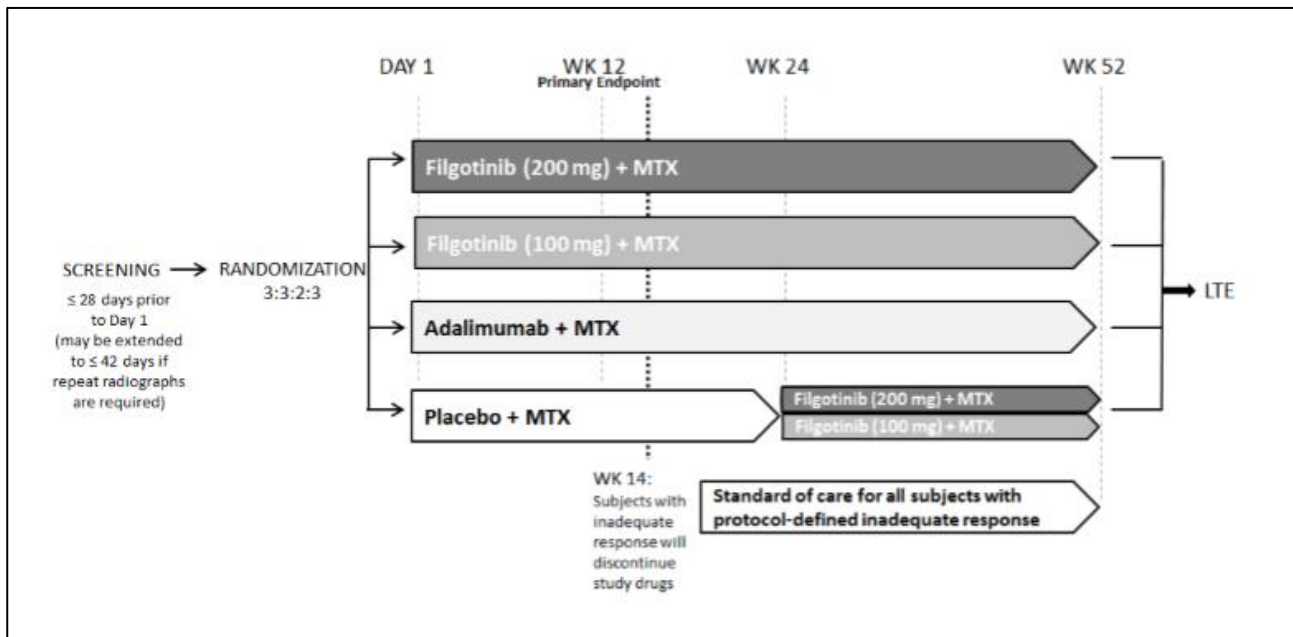 DAY 1
WK 12
WK 24
WK 52
Primary Endpoint
Filgotinib (200 mg) + MTX
Filgotinib (100 mg) + MTX
SCREENING
RANDOMIZATION
3:3:2:3
LTE
≤ 28 days prior
to Day 1
(may be extended
to ≤ 42 days if
repeat radiographs
are required)
Adalimumab + MTX
Placebo + MTX
Filgotinib (200 mg) + MTX
Filgotinib (100 mg) + MTX
WK 14:
Subjects with
inadequate
response will
discontinue
study drugs
Standard of care for all subjects with
protocol-defined inadequate response